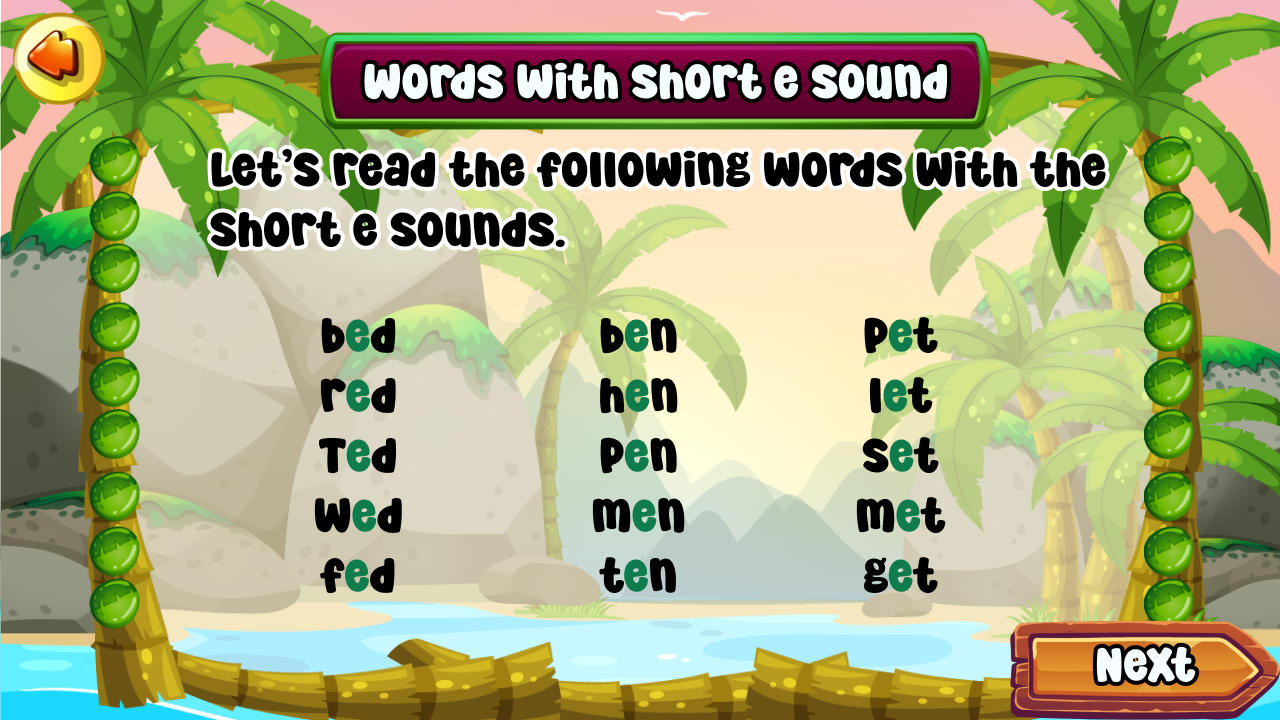 Words with short e sound
Let's read the following words with the
short e sounds.
bed ben pet
red hen let
Ted pen set
wed men met
fed ten get
Next